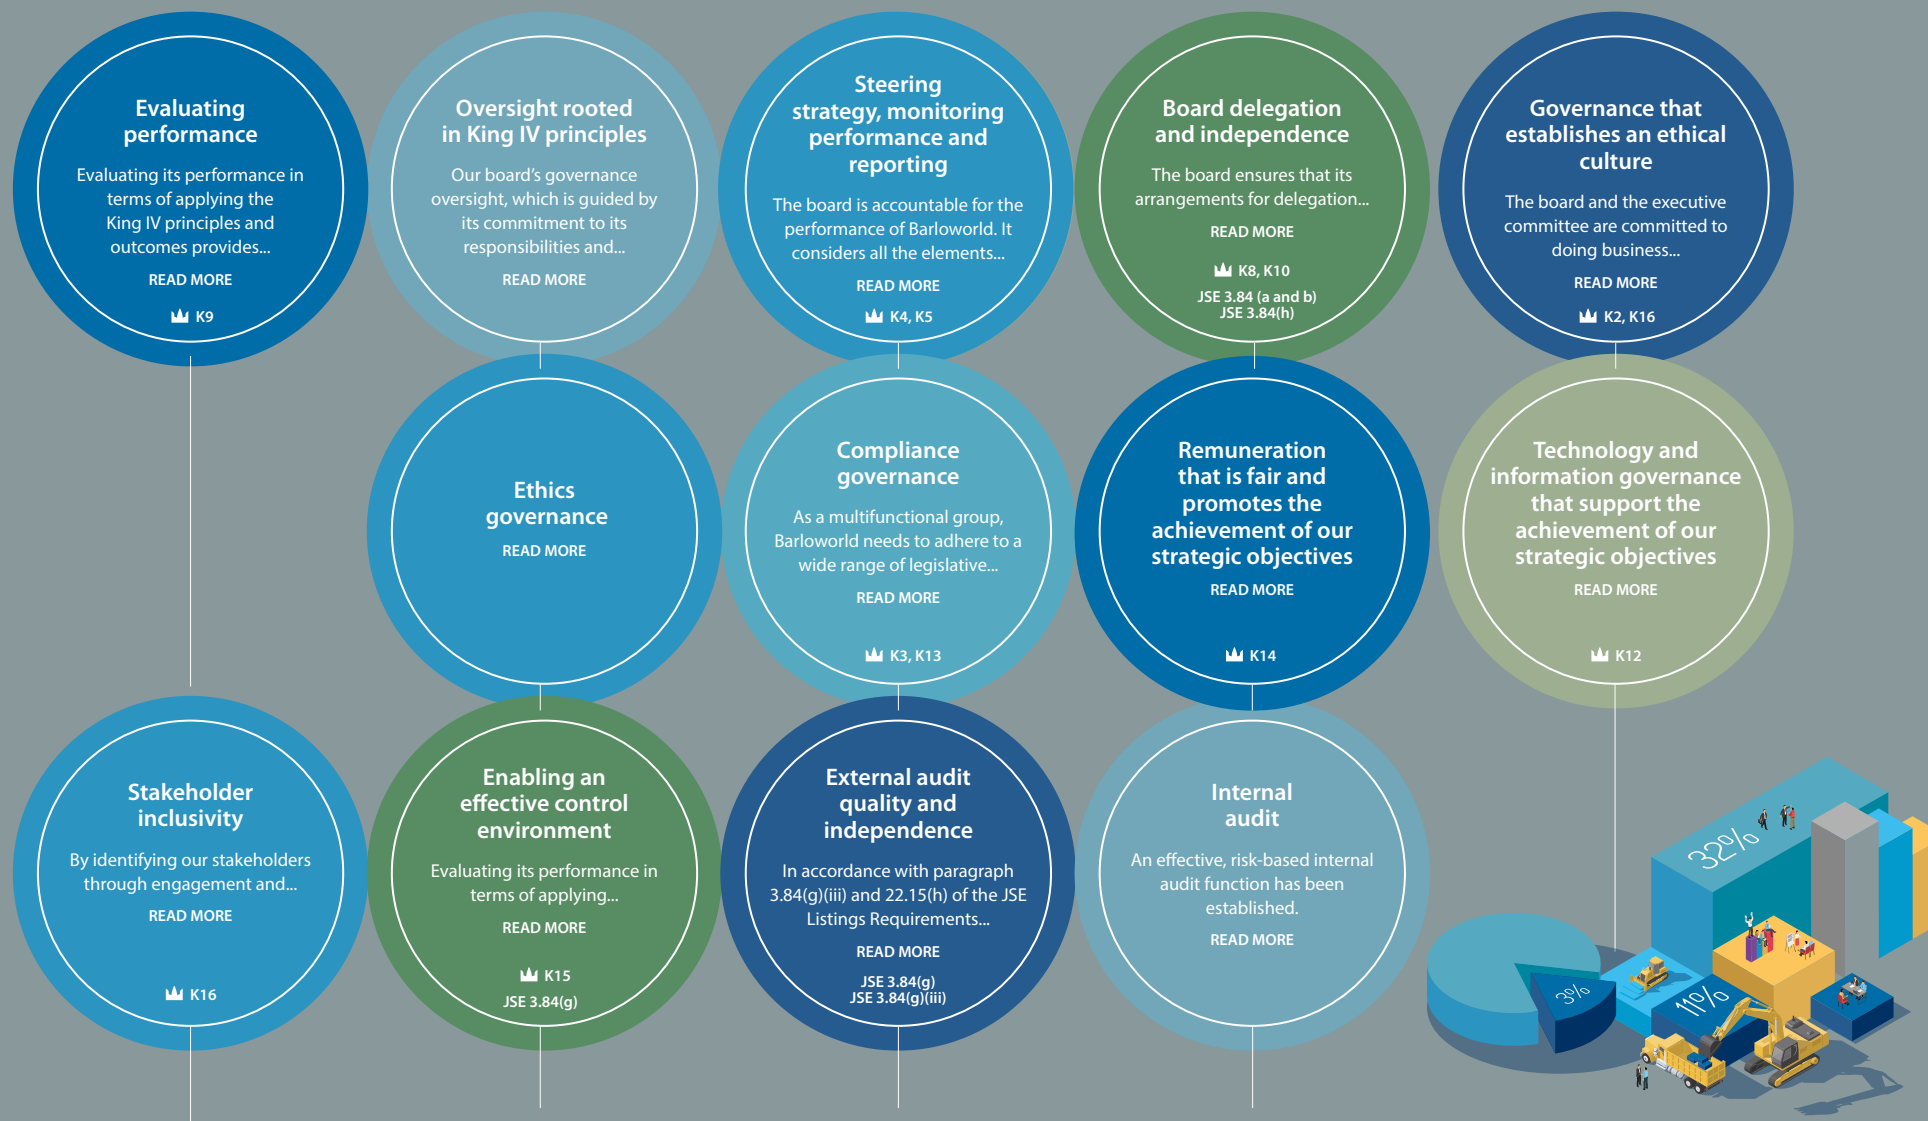 Evaluating
performance
Evaluating its performance in
terms of applying the
King IV principles and
outcomes provides...
READ MORE
K9
Oversight rooted
in King IV principles
Our board’s governance
oversight, which is guided by
its commitment to its
responsibilities and...
READ MORE
Steering
strategy, monitoring
performance and
reporting
The board is accountable for the
performance of Barloworld. It
considers all the elements...
READ MORE
K4, K5
Board delegation
and independence
The board ensures that its
arrangements for delegation...
READ MORE
K8, K10
JSE 3.84 (a and b)
JSE 3.84(h)
Governance that
establishes an ethical
culture
The board and the executive
committee are committed to
doing business...
READ MORE
K2, K16
Ethics
governance
READ MORE
Compliance
governance
As a multifunctional group,
Barloworld needs to adhere to a
wide range of legislative...
READ MORE
K3, K13
Remuneration
that is fair and
promotes the
achievement of our
strategic objectives
READ MORE
K14
Technology and
information governance
that support the
achievement of our
strategic objectives
READ MORE
K12
Stakeholder
inclusivity
By identifying our stakeholders
through engagement and...
READ MORE
K16
Enabling an
effective control
environment
Evaluating its performance in
terms of applying...
READ MORE
K15
JSE 3.84(g)
External audit
quality and
independence
In accordance with paragraph
3.84(g)(iii) and 22.15(h) of the JSE
Listings Requirements...
READ MORE
JSE 3.84(g)
JSE 3.84(g)(iii)
Internal
audit
An effective, risk-based internal
audit function has been
established.
READ MORE
32%
3%
11%